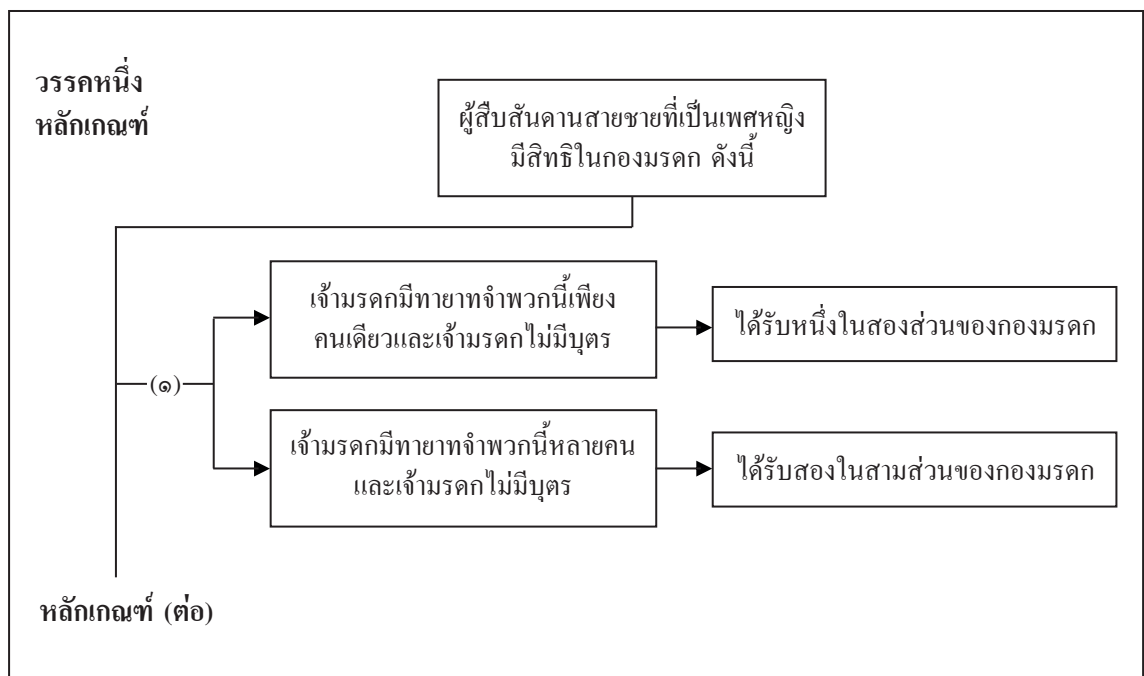 วรรคหนึ่ง
หลักเกณฑ์
ผู้สืบสันดานสายชายที่เป็นเพศหญิง
มีสิทธิในกองมรดก ดังนี้
เจ้ามรดกมีทายาทจำพวกนี้เพียง
คนเดียวและเจ้ามรดกไม่มีบุตร
ได้รับหนึ่งในสองส่วนของกองมรดก
(๑)
เจ้ามรดกมีทายาทจำพวกนี้หลายคน
และเจ้ามรดกไม่มีบุตร
ได้รับสองในสามส่วนของกองมรดก
หลักเกณฑ์ (ต่อ)